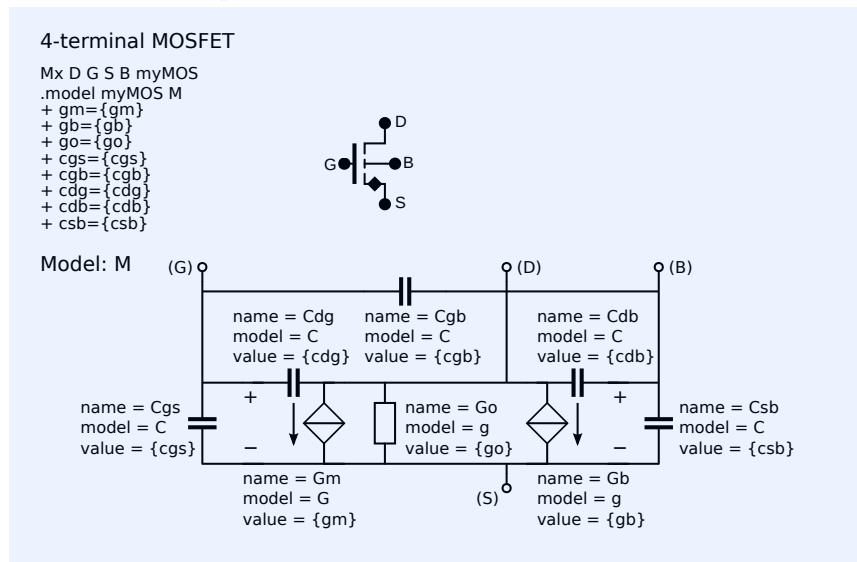 4-terminal MOSFET
Mx D G S B myMOS
.model myMOS M
+ gm={gm}
+ gb={gb}
+ go={go}
+ cgs={cgs}
+ cgb={cgb}
+ cdg={cdg}
+ cdb={cdb}
+ csb={csb}
D
G
B
S
Model: M
(G)
(D)
(B)
name = Cdg
model = C
value = {cdg}
name = Cgb
model = C
value = {cgb}
name = Cdb
model = C
value = {cdb}
+
+
name = Cgs
model = C
value = {cgs}
name = Go
model = g
value = {go}
name = Csb
model = C
value = {csb}
−
−
name = Gm
model = G
value = {gm}
(S)
name = Gb
model = g
value = {gb}